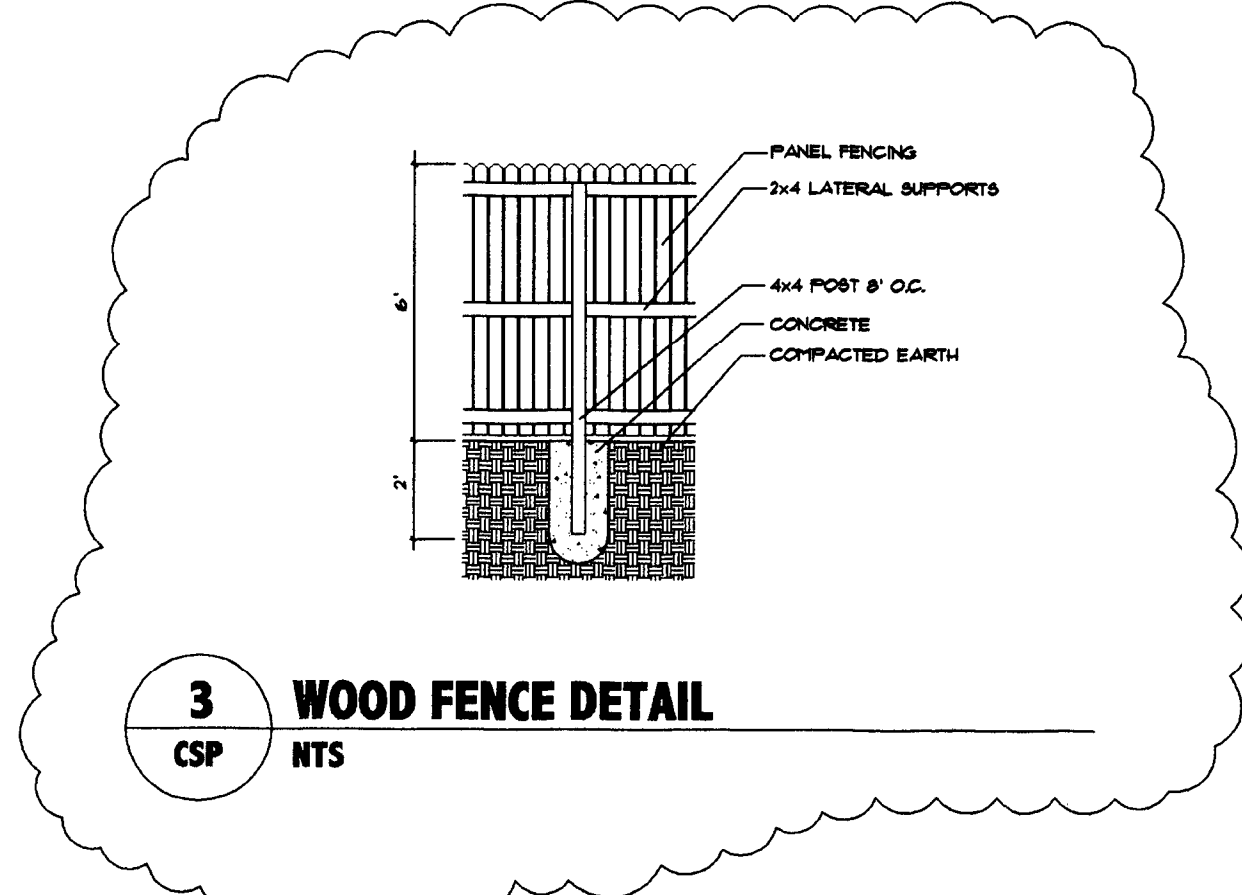 PANEL FENCING
2x4 LATERAL SUPPORTS
4x4 POST 8' O.C.
CONCRETE
COMPACTED EARTH
6'
2'
3 WOOD FENCE DETAIL
CSP NTS